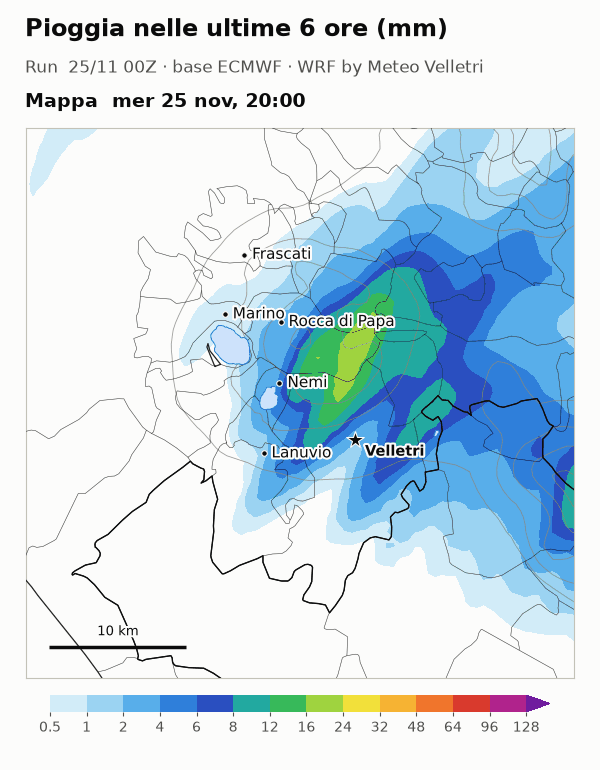 Pioggia nelle ultime 6 ore (mm)
Run  25/11 00Z · base ECMWF · WRF by Meteo Velletri
Mappa  mer 25 nov, 20:00
Frascati
Marino
Rocca di Papa
Nemi
Velletri
Lanuvio
10 km
0.5 1 2 4 6 8 12 16 24 32 48 64 96 128